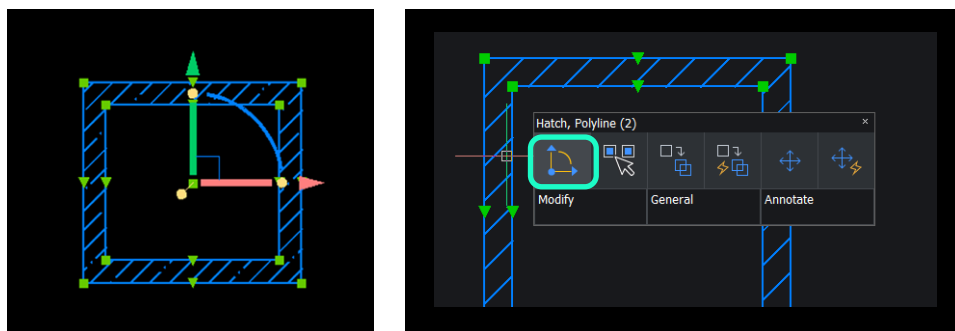 Hatch, Polyline (2)
×
Modify
General
Annotate